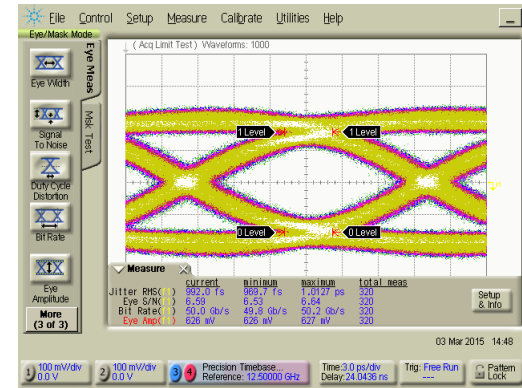 File Control Setup Measure Calibrate Utilities Help
Eye/Mask Mode
( Acq Limit Test ) Waveforms: 1000
Eye Meas
Msk Test
Eye Width
Signal
To Noise
Duty Cycle
Distortion
Bit Rate
Eye
Amplitude
More
(3 of 3)
1 Level 1 Level
0 Level 0 Level
Measure
current minimum maximum total meas
Jitter RMS( ) 992.0 fs 969.7 fs 1.0127 ps 320
Eye S/N( ) 6.59 6.53 6.64 320
Bit Rate( ) 50.0 Gb/s 49.8 Gb/s 50.2 Gb/s 320
Eye Amp( ) 626 mV 626 mV 627 mV 320
Setup
& Info
03 Mar 2015 14:48
1) 100 mV/div
0.0 V
2) 100 mV/div
0.0 V
3 4
Precision Timebase...
Reference: 12.50000 GHz
Time:3.0 ps/div
Delay:24.0436 ns
Trig: Free Run
---
Pattern
Lock